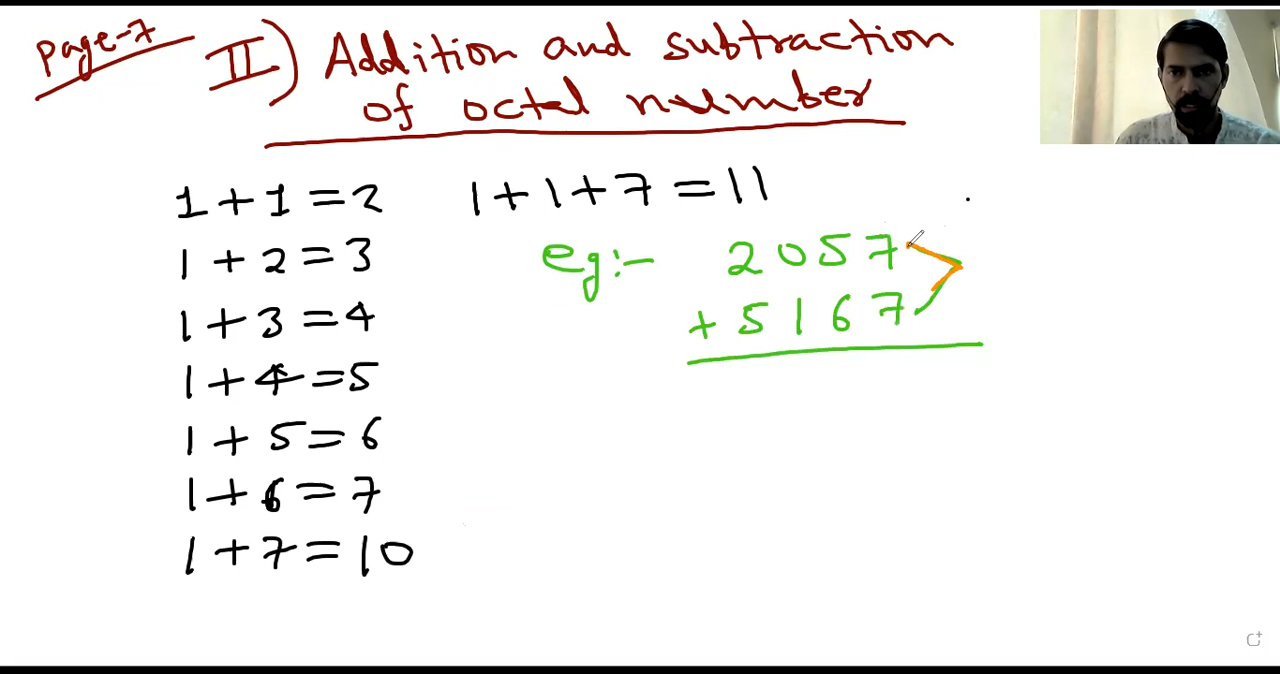 Page-7
II) Addition and subtraction
of octal number
1+1=2
1+2=3
1+3=4
1+4=5
1+5=6
1+6=7
1+7=10
1+1+7=11
eg:- 2057
+5167